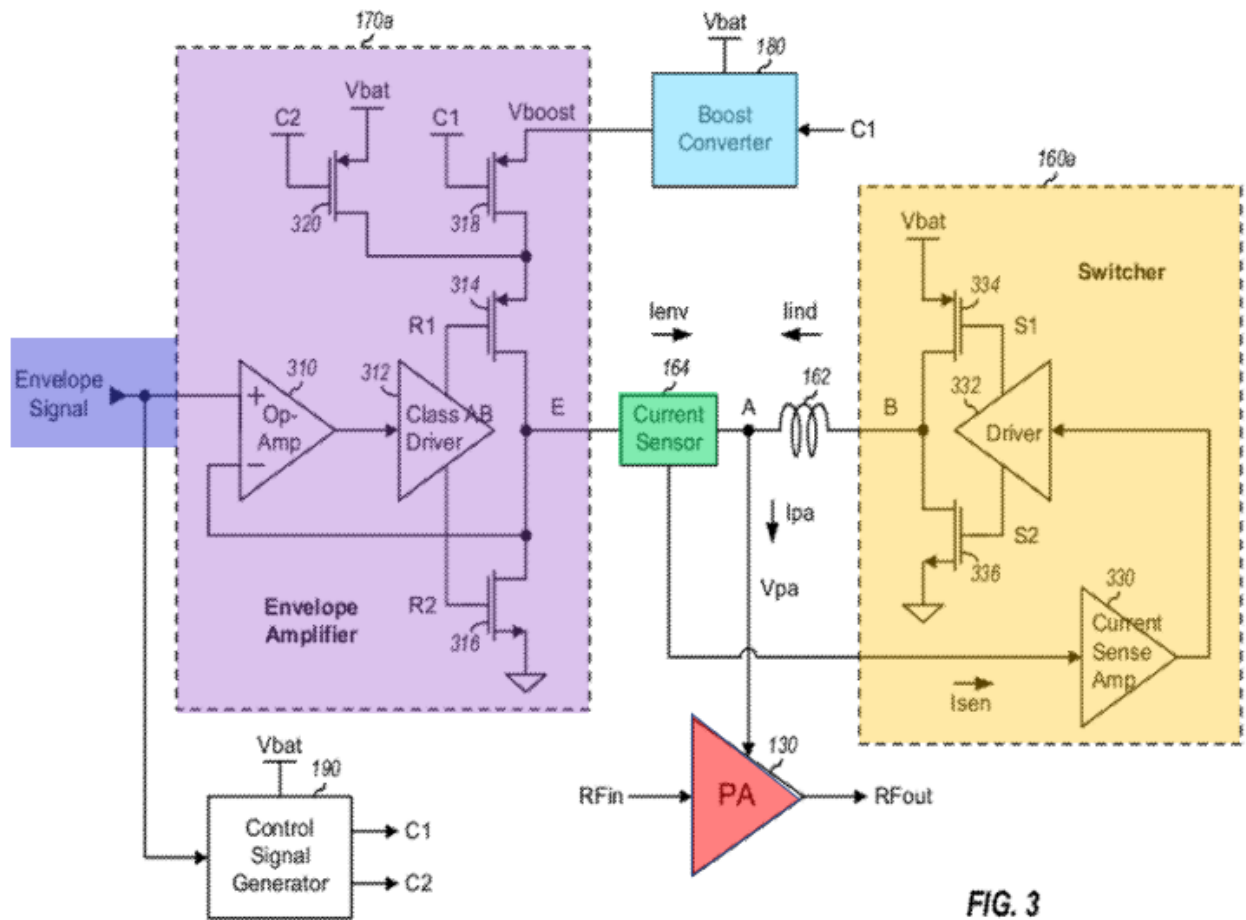 170a
Vbat
180
Vbat
C2
C1
Vboost
Boost
Converter
C1
160a
320
318
Vbat
Switcher
314
334
R1
Ienv
Iind
S1
Envelope
Signal
310
312
164
162
332
+
Op-
Amp
Class AB
Driver
E
Current
Sensor
A
B
Driver
−
Ipa
S2
336
Vpa
330
Envelope
Amplifier
R2
316
Current
Sense
Amp
Isen
Vbat
190
130
RFin
PA
RFout
Control
Signal
Generator
C1
C2
FIG. 3